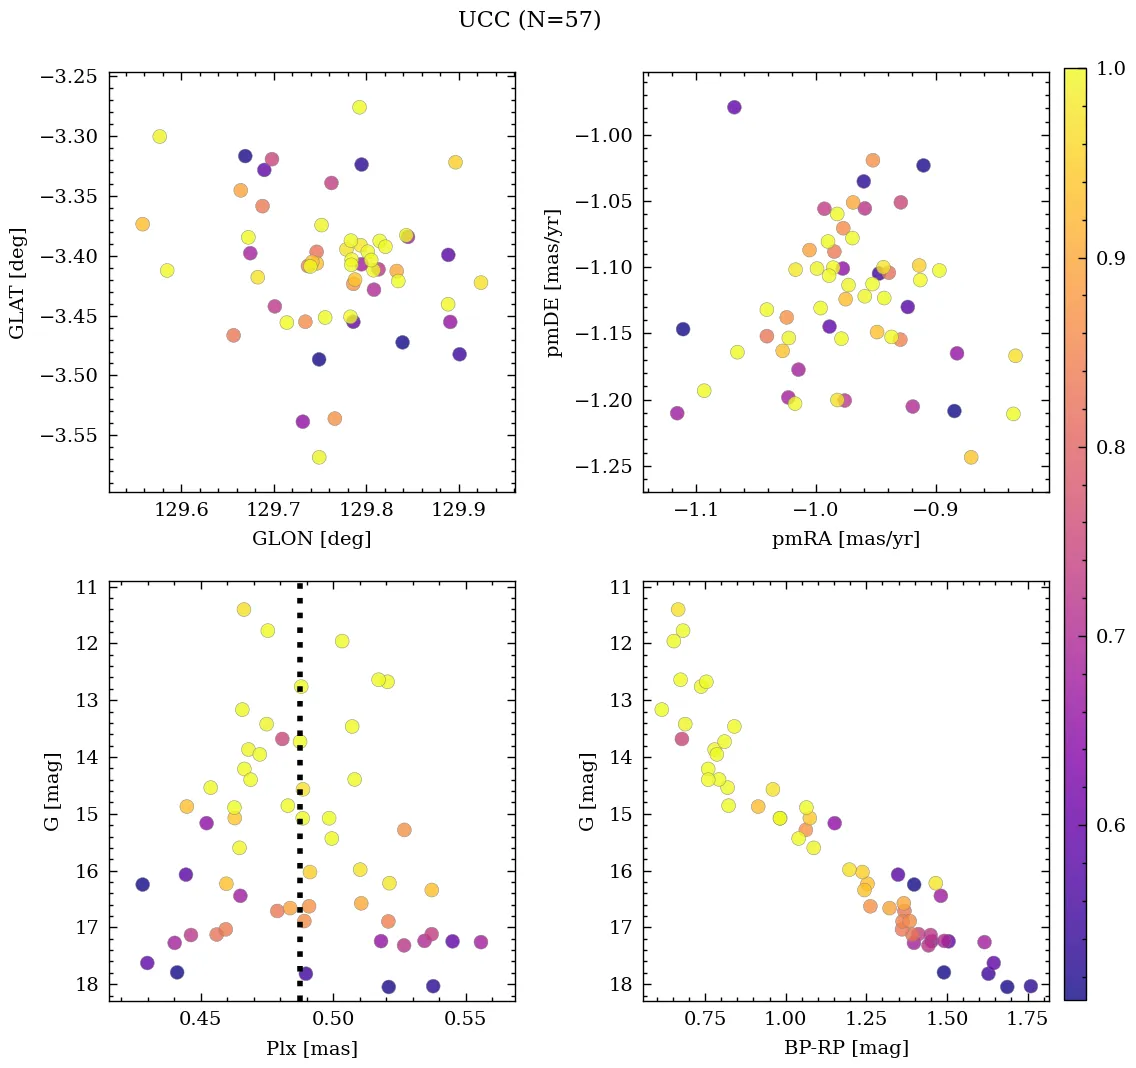 UCC (N=57)
−3.25
−3.30
−3.35
−3.40
−3.45
−3.50
−3.55
GLAT [deg]
129.6 129.7 129.8 129.9
GLON [deg]
−1.00
−1.05
−1.10
−1.15
−1.20
−1.25
pmDE [mas/yr]
−1.1 −1.0 −0.9
pmRA [mas/yr]
1.0
0.9
0.8
0.7
0.6
11
12
13
14
15
16
17
18
G [mag]
0.45 0.50 0.55
Plx [mas]
11
12
13
14
15
16
17
18
G [mag]
0.75 1.00 1.25 1.50 1.75
BP-RP [mag]